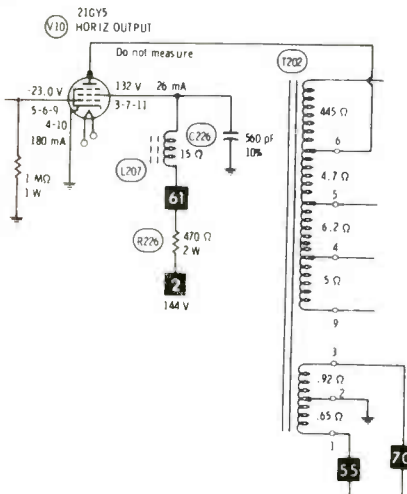 21GY5
V10 HORIZ OUTPUT
Do not measure
T202
-23.0 V
132 V 26 mA
5-6-9
3-7-11
4-10
180 mA
445 Ω
C226
560 pF
10%
6
15 Ω
L207
1 MΩ
1 W
4.7 Ω
61
5
6.2 Ω
R226
470 Ω
2 W
4
2
5 Ω
144 V
9
3
.92 Ω
2
.65 Ω
1
55
70